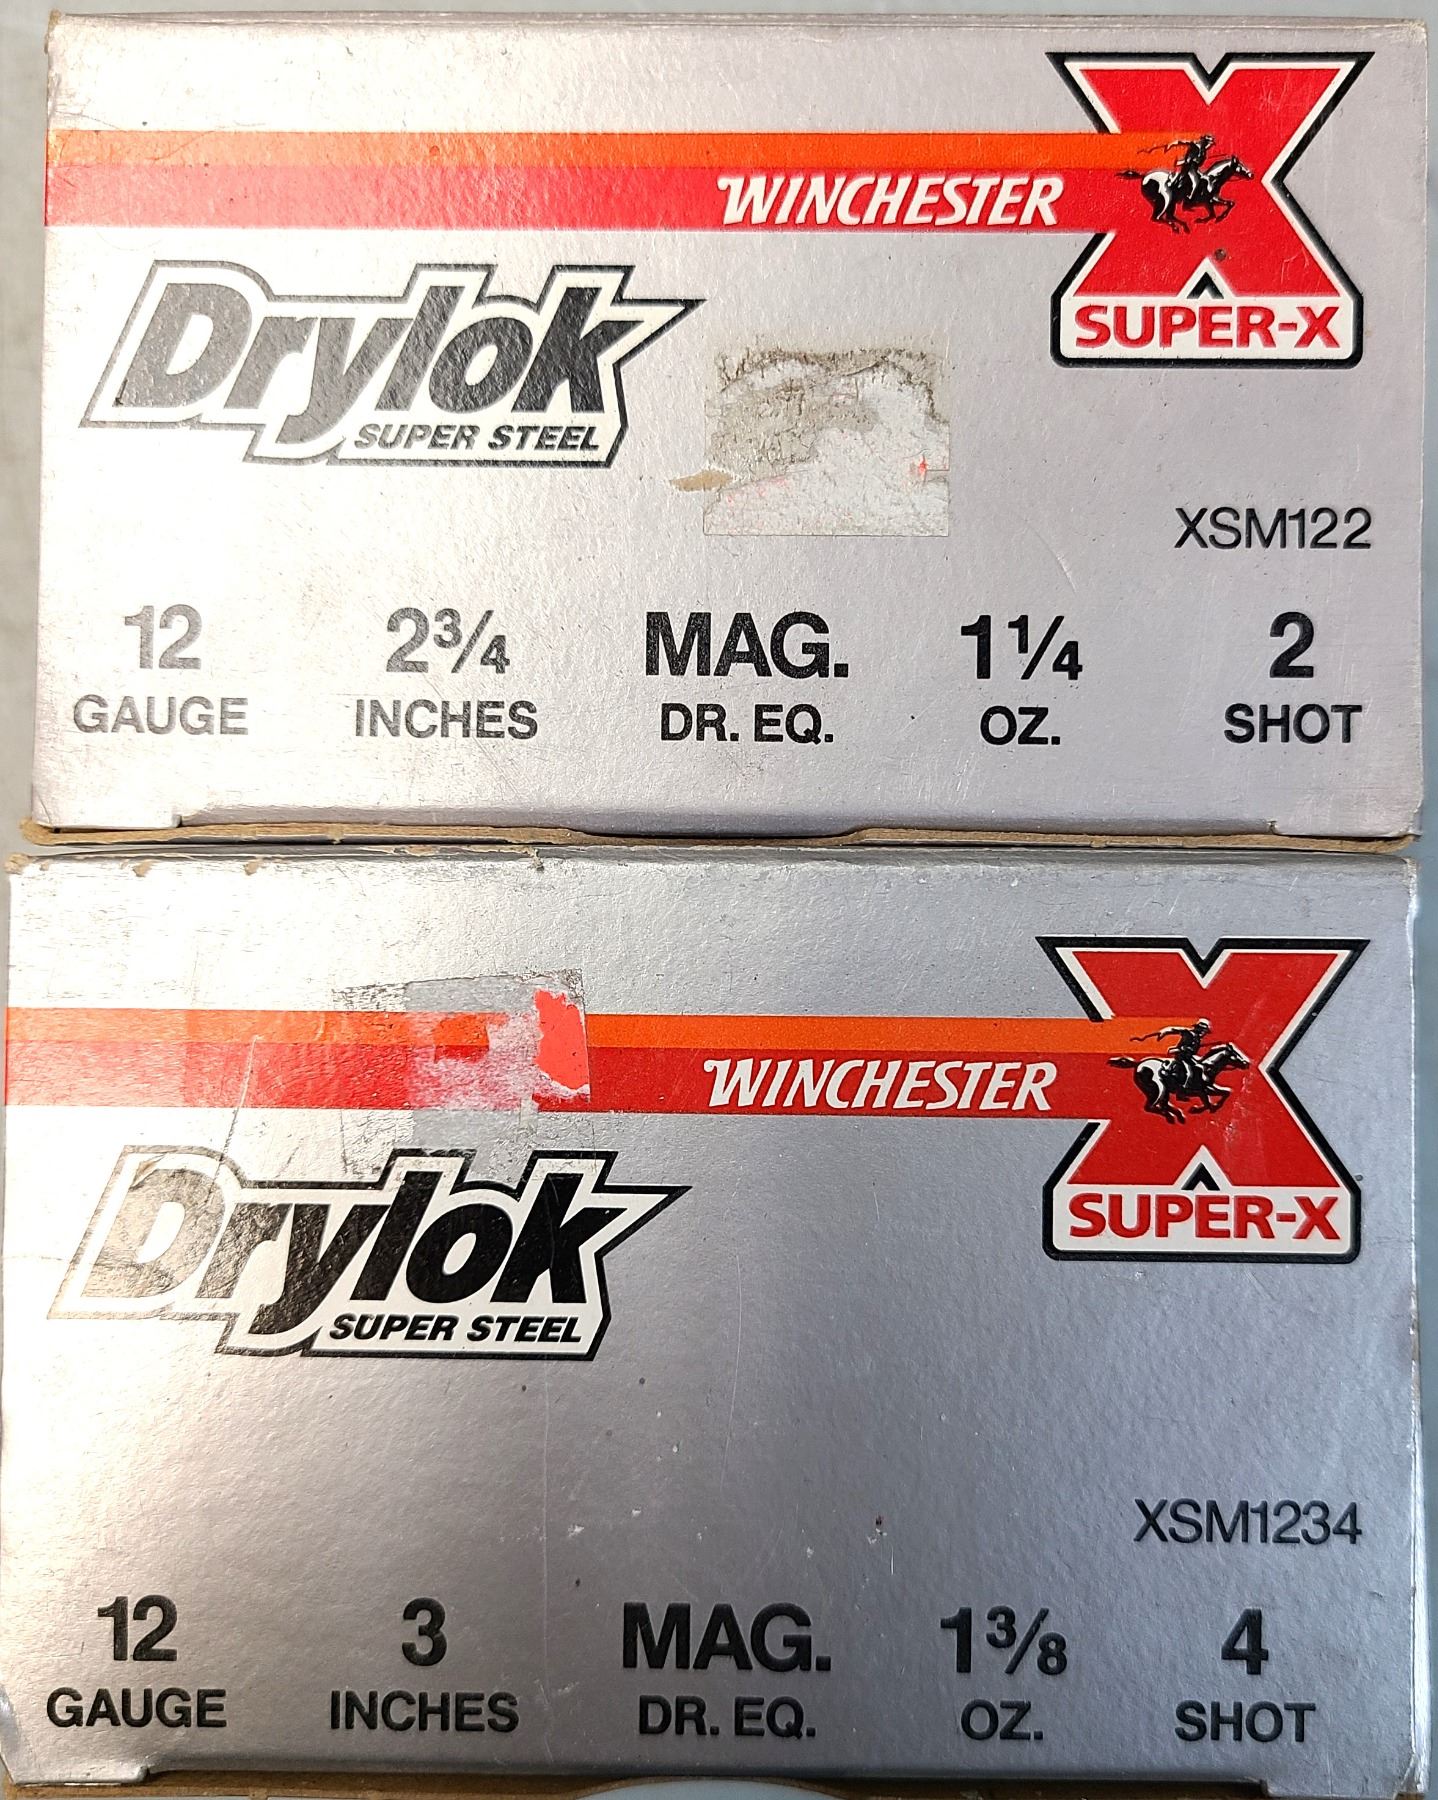 X
WINCHESTER
SUPER-X
Drylok
SUPER STEEL
XSM122
12 2¾ MAG. 1¼ 2
GAUGE INCHES DR. EQ. OZ. SHOT
X
WINCHESTER
SUPER-X
Drylok
SUPER STEEL
XSM1234
12 3 MAG. 1⅜ 4
GAUGE INCHES DR. EQ. OZ. SHOT